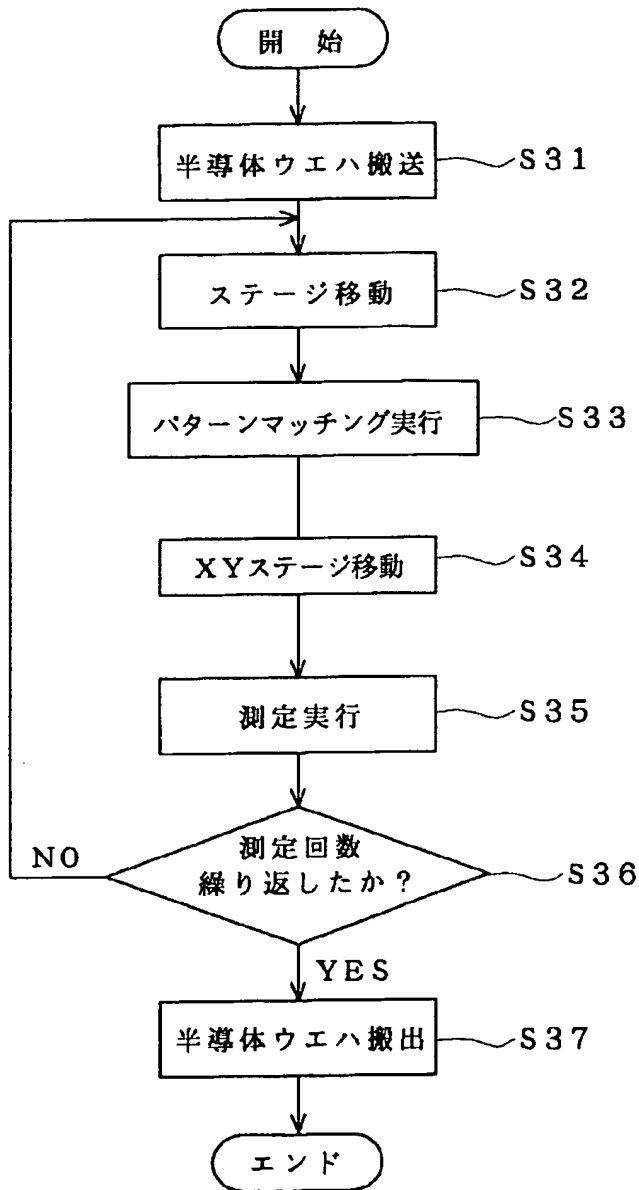 開 始
半導体ウエハ搬送
S31
ステージ移動
S32
パターンマッチング実行
S33
XYステージ移動
S34
測定実行
S35
測定回数
繰り返したか?
S36
NO
YES
半導体ウエハ搬出
S37
エンド